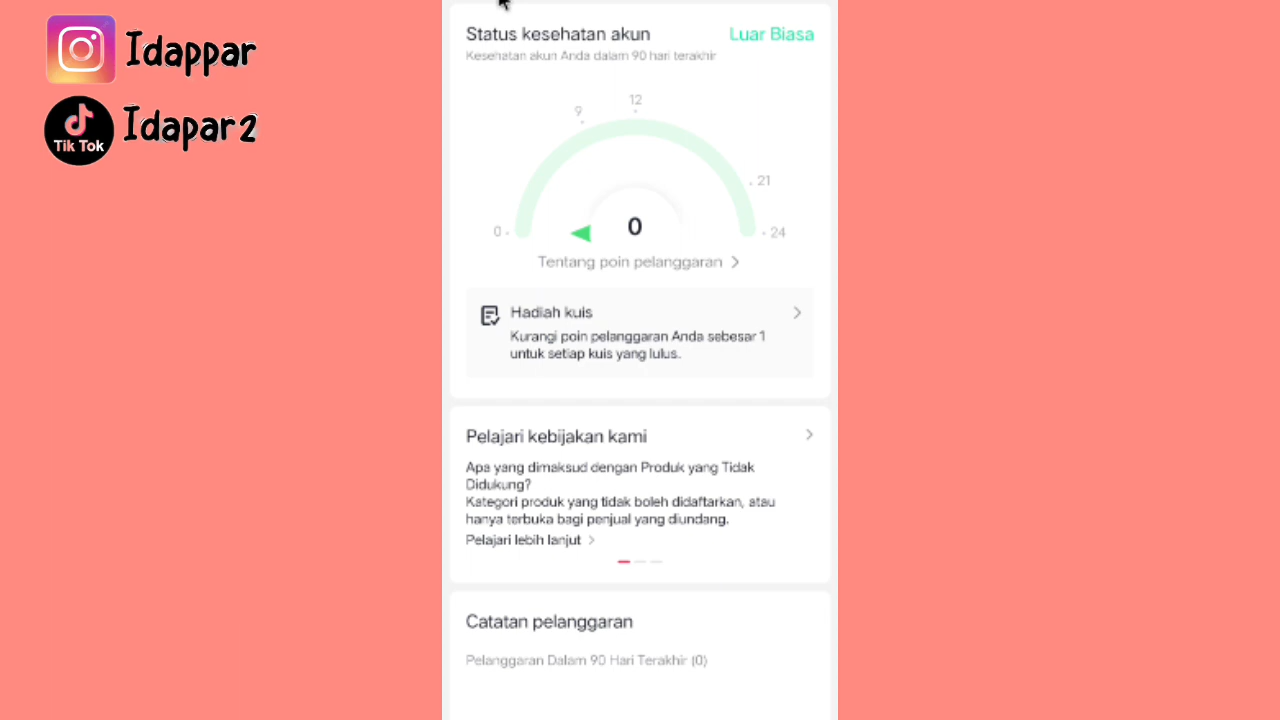 Idappar
Tik Tok
Idapar2
Status kesehatan akun
Luar Biasa
Kesehatan akun Anda dalam 90 hari terakhir
0
9
12
21
24
0
Tentang poin pelanggaran
Hadiah kuis
Kurangi poin pelanggaran Anda sebesar 1
untuk setiap kuis yang lulus.
Pelajari kebijakan kami
Apa yang dimaksud dengan Produk yang Tidak
Didukung?
Kategori produk yang tidak boleh didaftarkan, atau
hanya terbuka bagi penjual yang diundang.
Pelajari lebih lanjut
Catatan pelanggaran
Pelanggaran Dalam 90 Hari Terakhir (0)